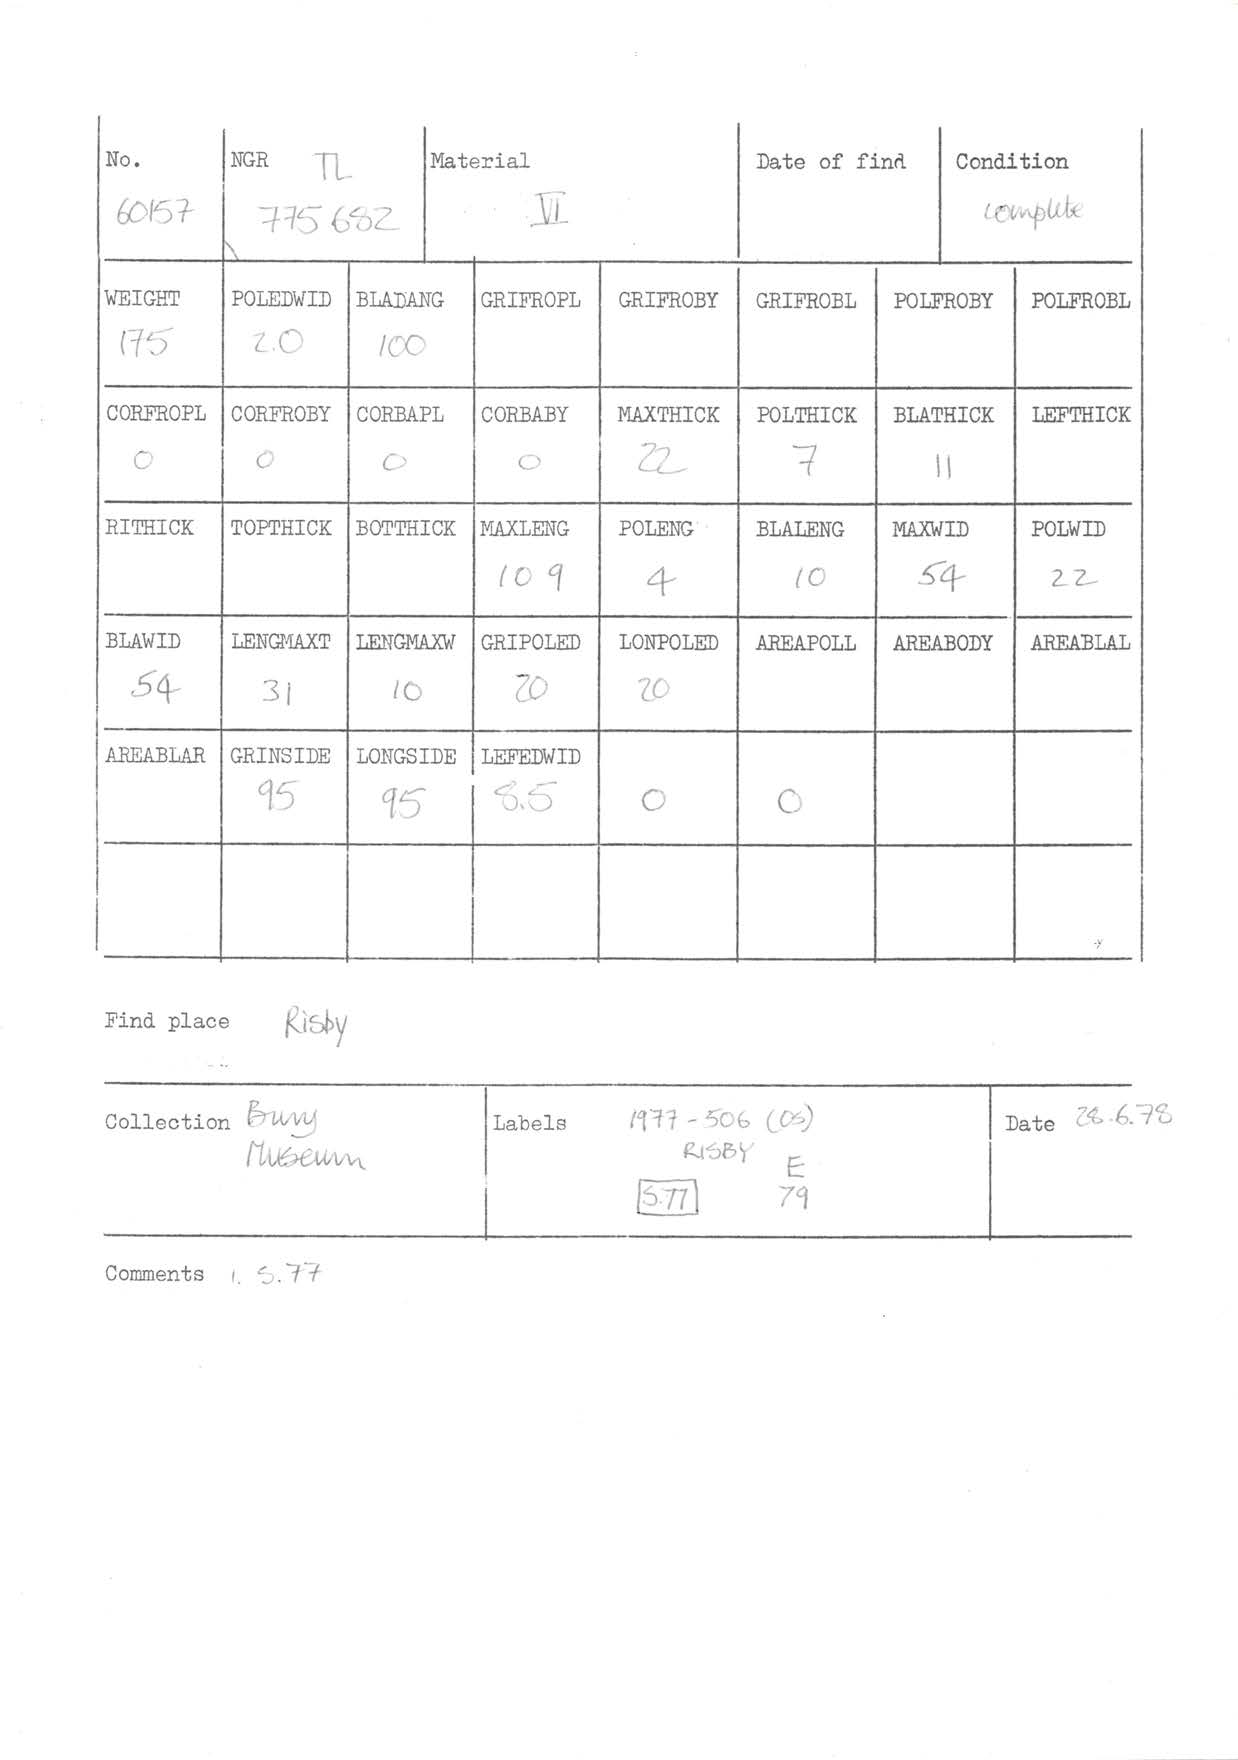 No. NGR TL Material Date of find Condition
60157 775 682 VI complete
WEIGHT POLEDWID BLADANG GRIFROPL GRIFROBY GRIFROBL POLFROBY POLFROBL
175 2.0 100
CORFROPL CORFROBY CORBAPL CORBABY MAXTHICK POLTHICK BLATHICK LEFTHICK
0 0 0 0 22 7 11
RITHICK TOPTHICK BOTTHICK MAXLENG POLENG BLALENG MAXWID POLWID
109 4 10 54 22
BLAWID LENGMAXT LENGMAXW GRIPOLED LONPOLED AREAPOLL AREABODY AREABLAL
54 31 10 20 20
AREABLAR GRINSIDE LONGSIDE LEFEDWID
95 95 8.5 0 0
Find place Risby
Collection Bury Labels 1977-506 (OS) Date 28.6.78
Museum RISBY E
S.77 79
Comments 1. S.77